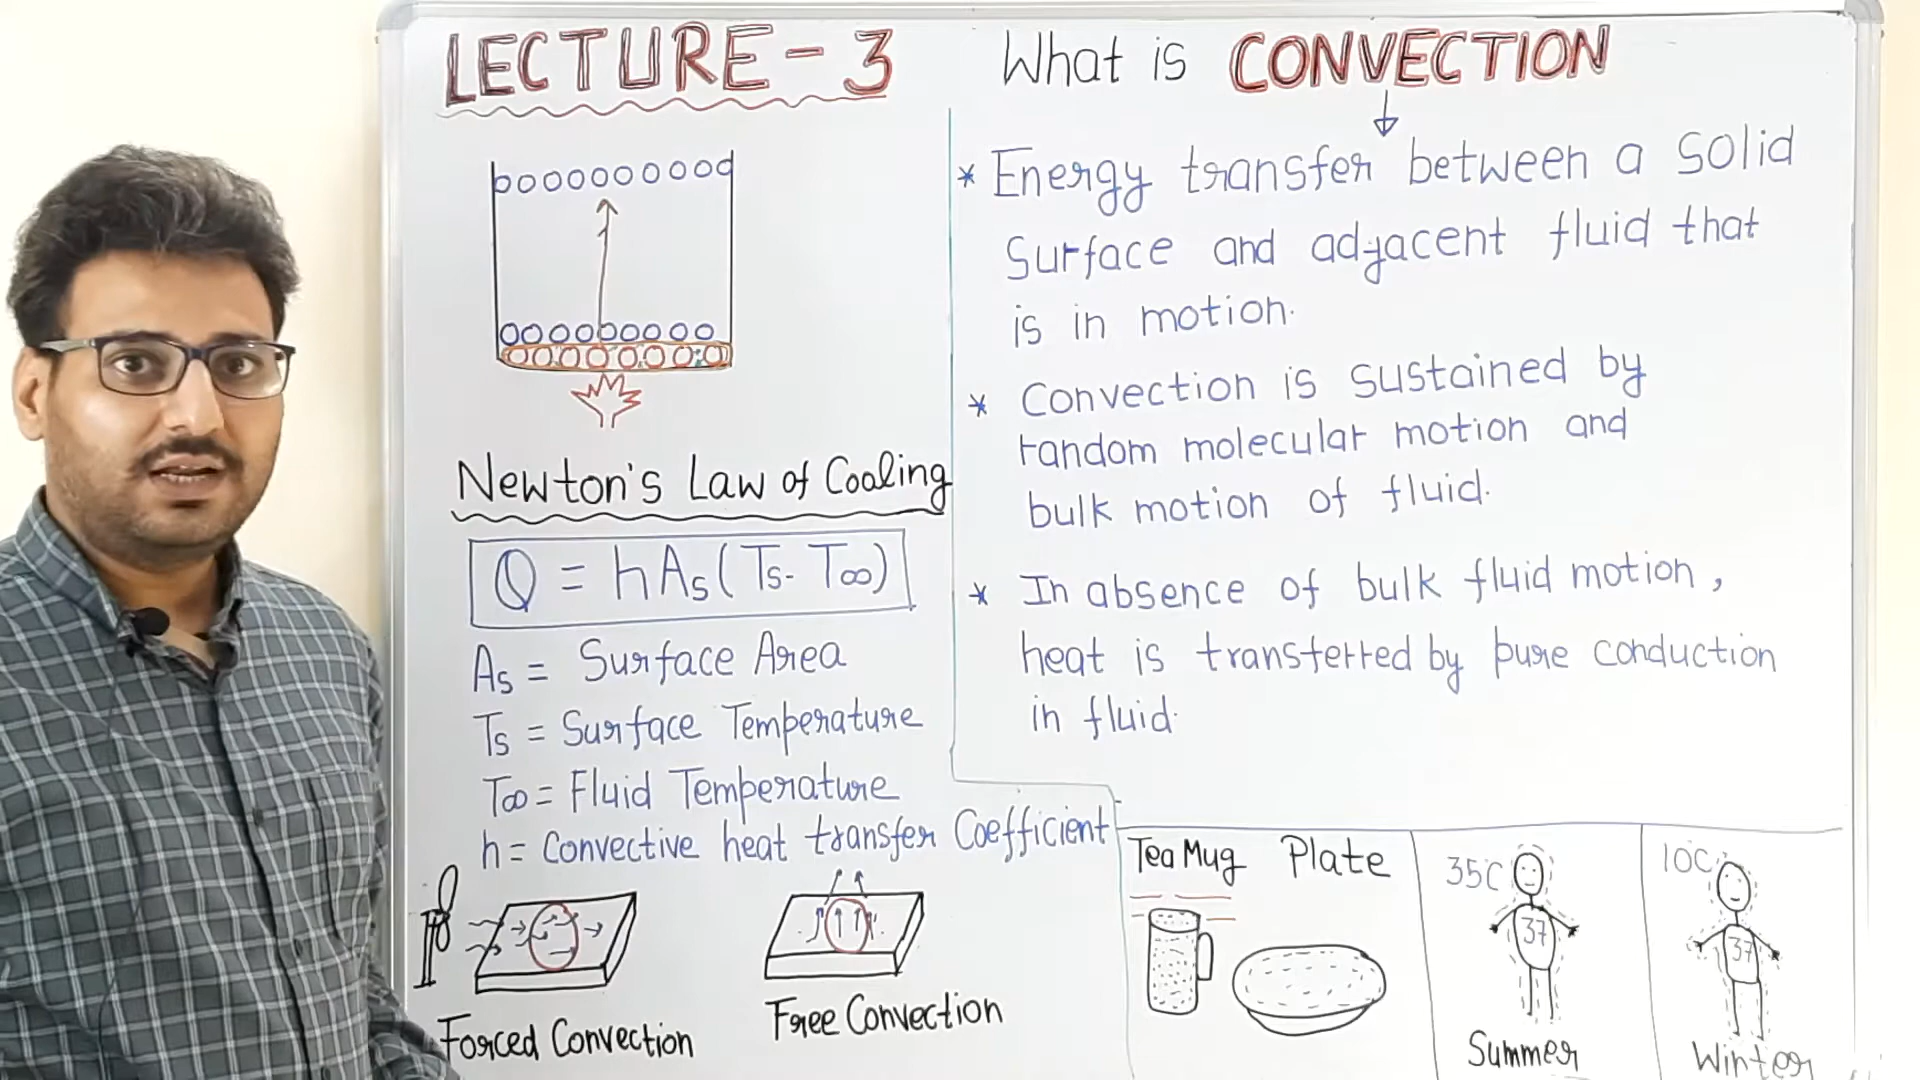 LECTURE - 3
What is CONVECTION
* Energy transfer between a solid
surface and adjacent fluid that
is in motion.
* Convection is sustained by
random molecular motion and
bulk motion of fluid.
* In absence of bulk fluid motion,
heat is transferred by pure conduction
in fluid.
Newton's Law of Cooling
Q = hAs(Ts - T∞)
As = Surface Area
Ts = Surface Temperature
T∞ = Fluid Temperature
h = Convective heat transfer Coefficient
Forced Convection
Free Convection
Tea Mug Plate
35C
37
Summer
10C
37
Winter